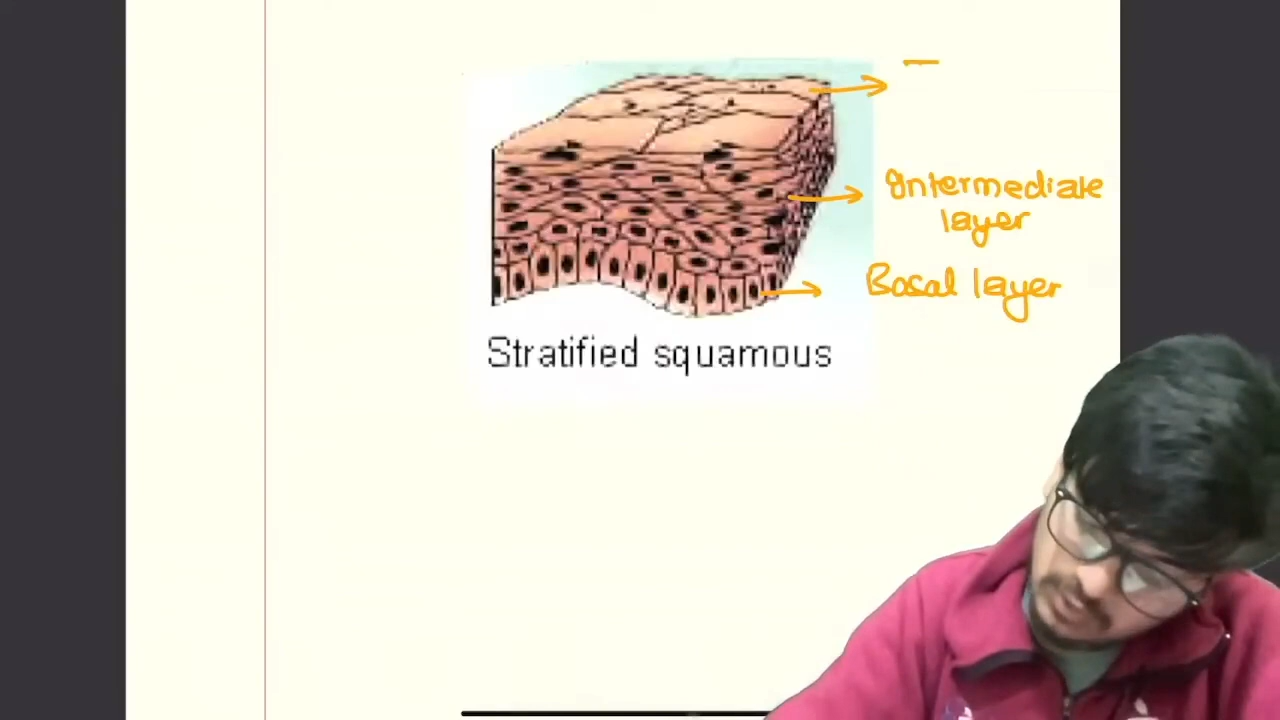 Intermediate
layer
Basal layer
Stratified squamous